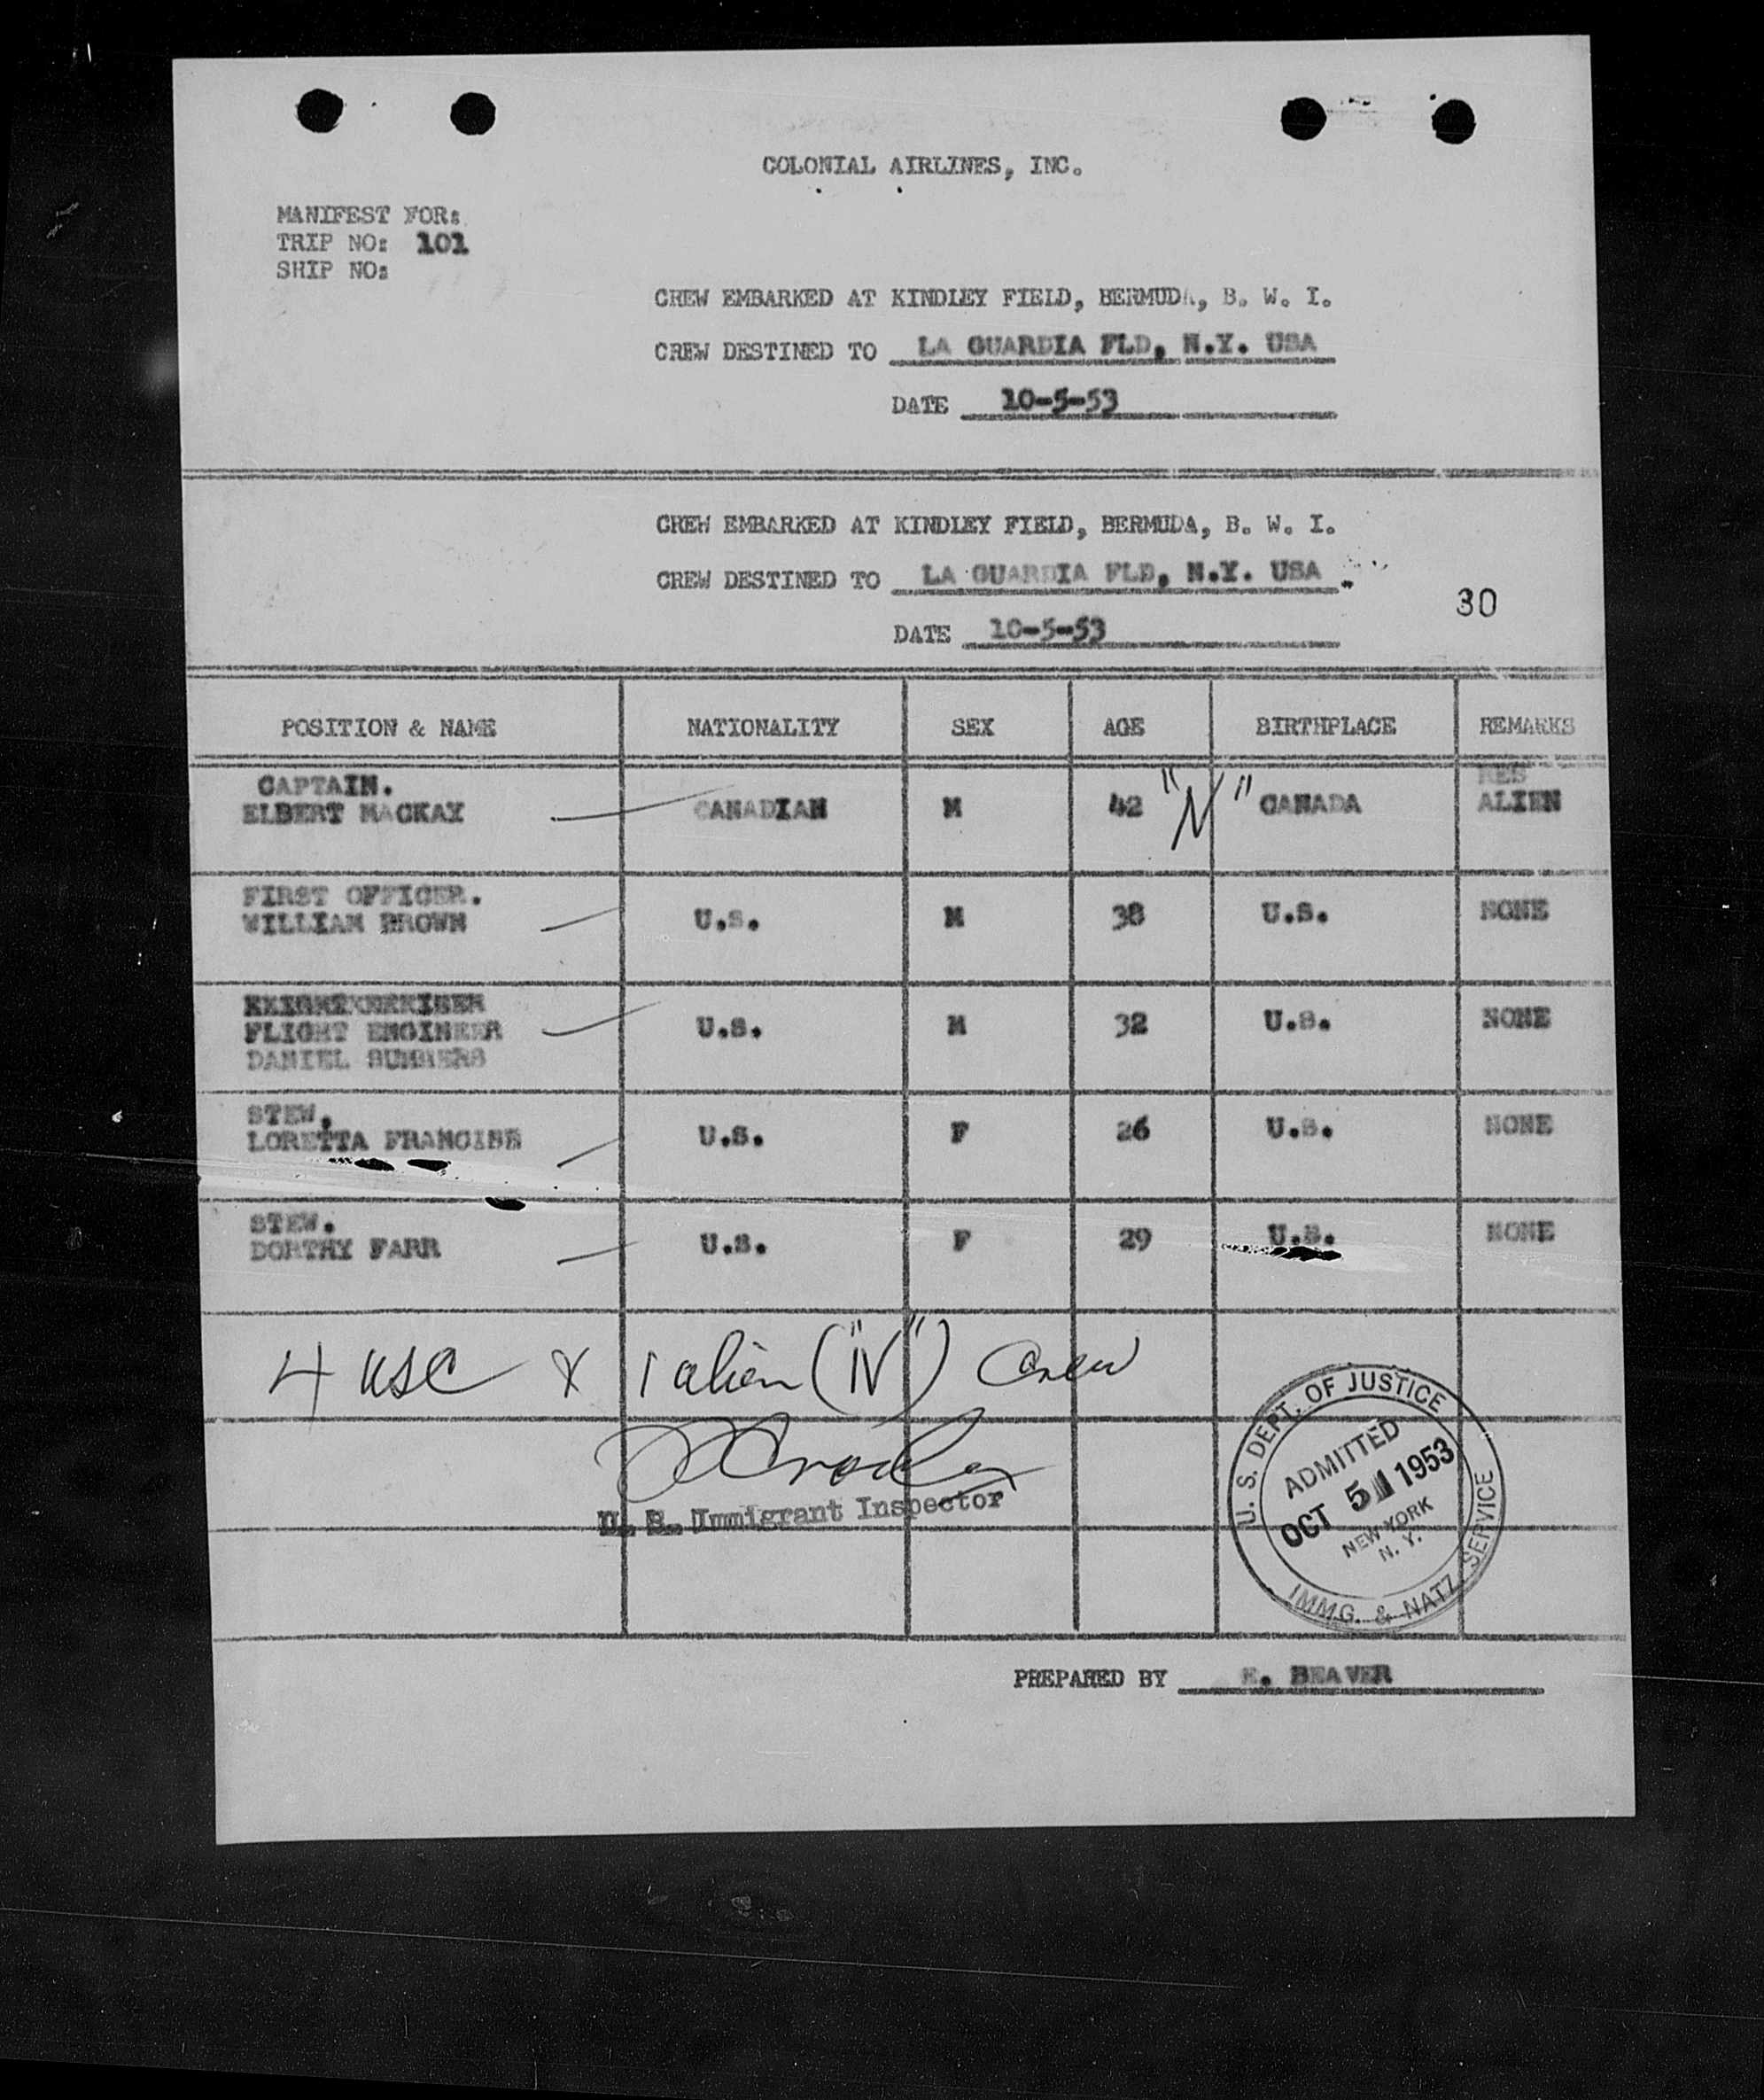 COLONIAL AIRLINES, INC.
MANIFEST FOR:
TRIP NO: 101
SHIP NO:
CREW EMBARKED AT KINDLEY FIELD, BERMUDA, B. W. I.
CREW DESTINED TO LA GUARDIA FLD, N.Y. USA
DATE 10-5-53
CREW EMBARKED AT KINDLEY FIELD, BERMUDA, B. W. I.
CREW DESTINED TO LA GUARDIA FLD, N.Y. USA
30
DATE 10-5-53
POSITION & NAME NATIONALITY SEX AGE BIRTHPLACE REMARKS
CAPTAIN. RES
ELBERT MACKAY CANADIAN M 42 "N" CANADA ALIEN
FIRST OFFICER.
WILLIAM BROWN U.S. M 38 U.S. NONE
FLIGHT ENGINEER U.S. M 32 U.S. NONE
DANIEL
STEW.
LORETTA FRANCISE U.S. F 26 U.S. NONE
STEW.
DORTHY FARR U.S. F 29 U.S. NONE
4 USC & 1 alien ("N") Crew
U. S. Immigrant Inspector
U. S. DEPT. OF JUSTICE
ADMITTED
OCT 5 1953
NEW YORK
N. Y.
IMMG. & NATZ. SERVICE
PREPARED BY E. BEAVER